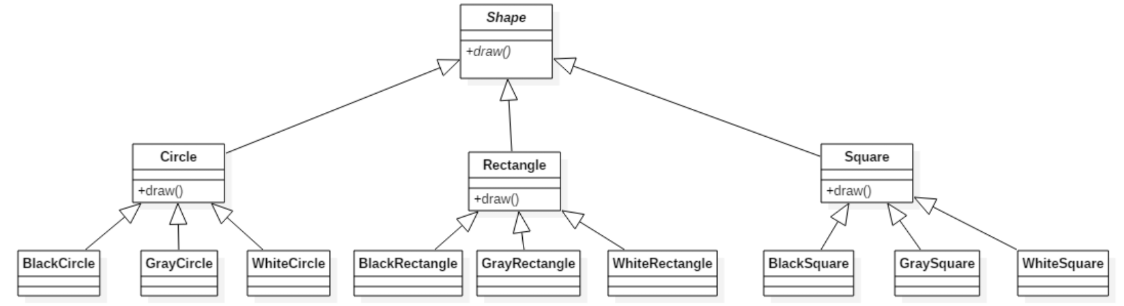 Shape
+draw()
Circle
+draw()
Rectangle
+draw()
Square
+draw()
BlackCircle
GrayCircle
WhiteCircle
BlackRectangle
GrayRectangle
WhiteRectangle
BlackSquare
GraySquare
WhiteSquare